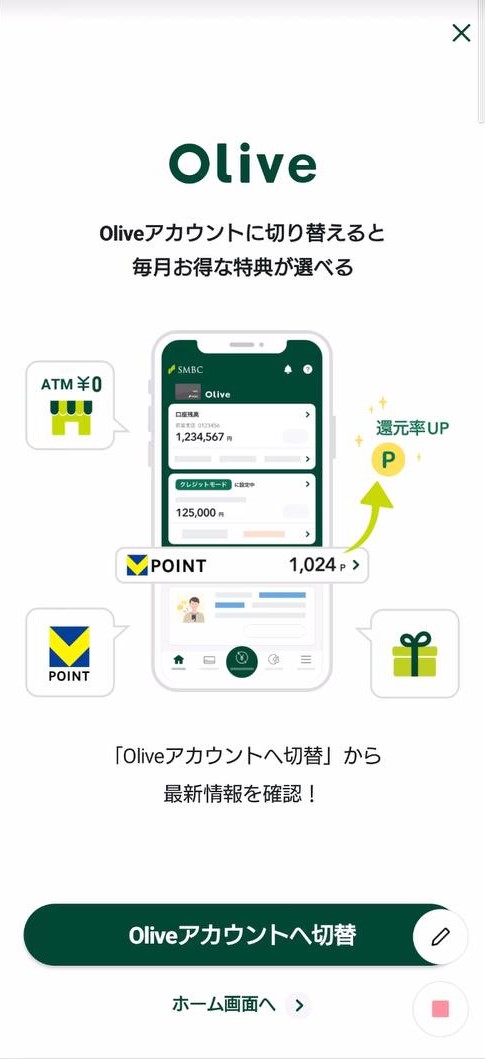 Olive
Oliveアカウントに切り替えると
毎月お得な特典が選べる
ATM ¥0
SMBC
Olive
口座残高
1,234,567 円
還元率UP
P
クレジットモード に設定中
125,000 円
V POINT 1,024 P
POINT
「Oliveアカウントへ切替」から
最新情報を確認！
Oliveアカウントへ切替
ホーム画面へ